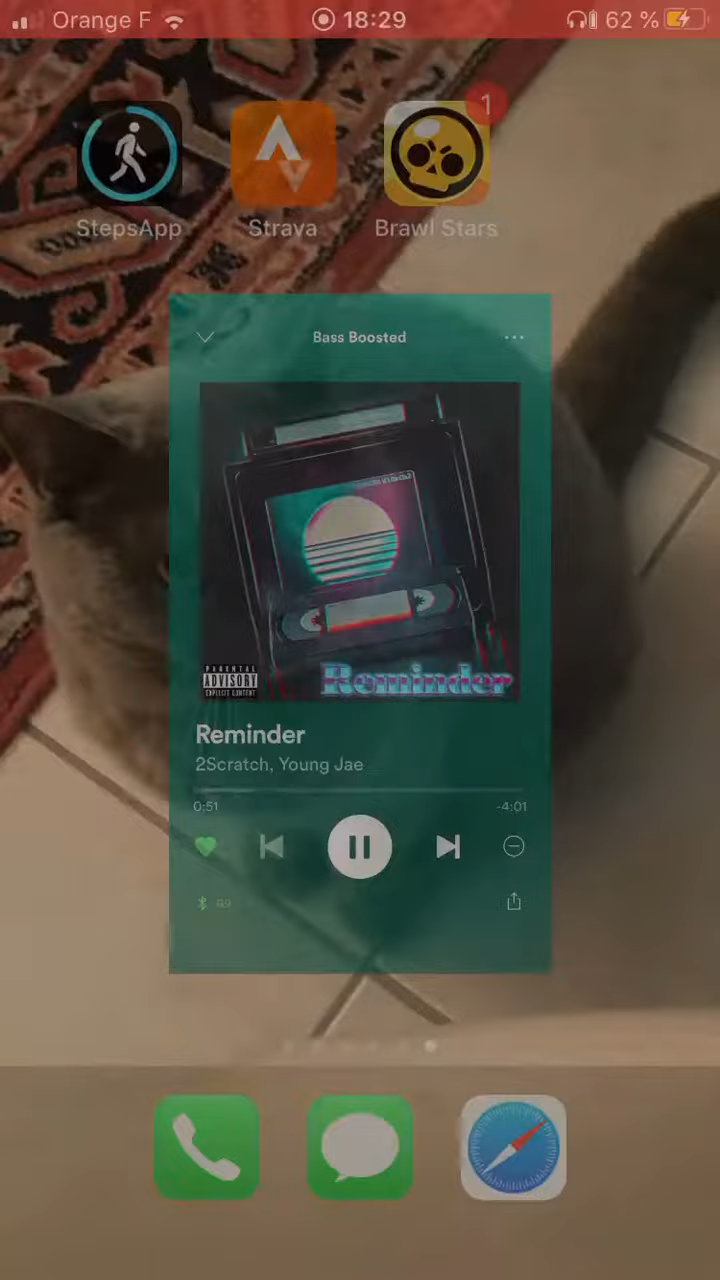 Orange F 18:29 62 %
1
StepsApp Strava Brawl Stars
Bass Boosted
PARENTAL
ADVISORY
EXPLICIT CONTENT
Reminder
Reminder
2Scratch, Young Jae
0:51 -4:01